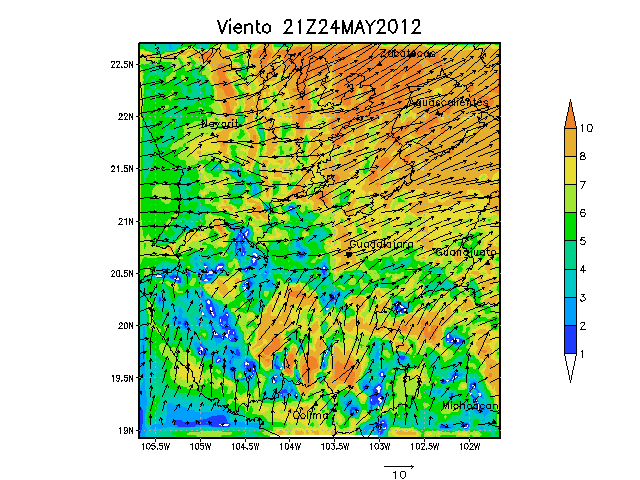 Viento 21Z24MAY2012
22.5N
22N
21.5N
21N
20.5N
20N
19.5N
19N
105.5W 105W 104.5W 104W 103.5W 103W 102.5W 102W
Zacatecas
Aguascalientes
Nayarit
Guadalajara
Guanajuato
Michoacan
Colima
10
8
7
6
5
4
3
2
1
10